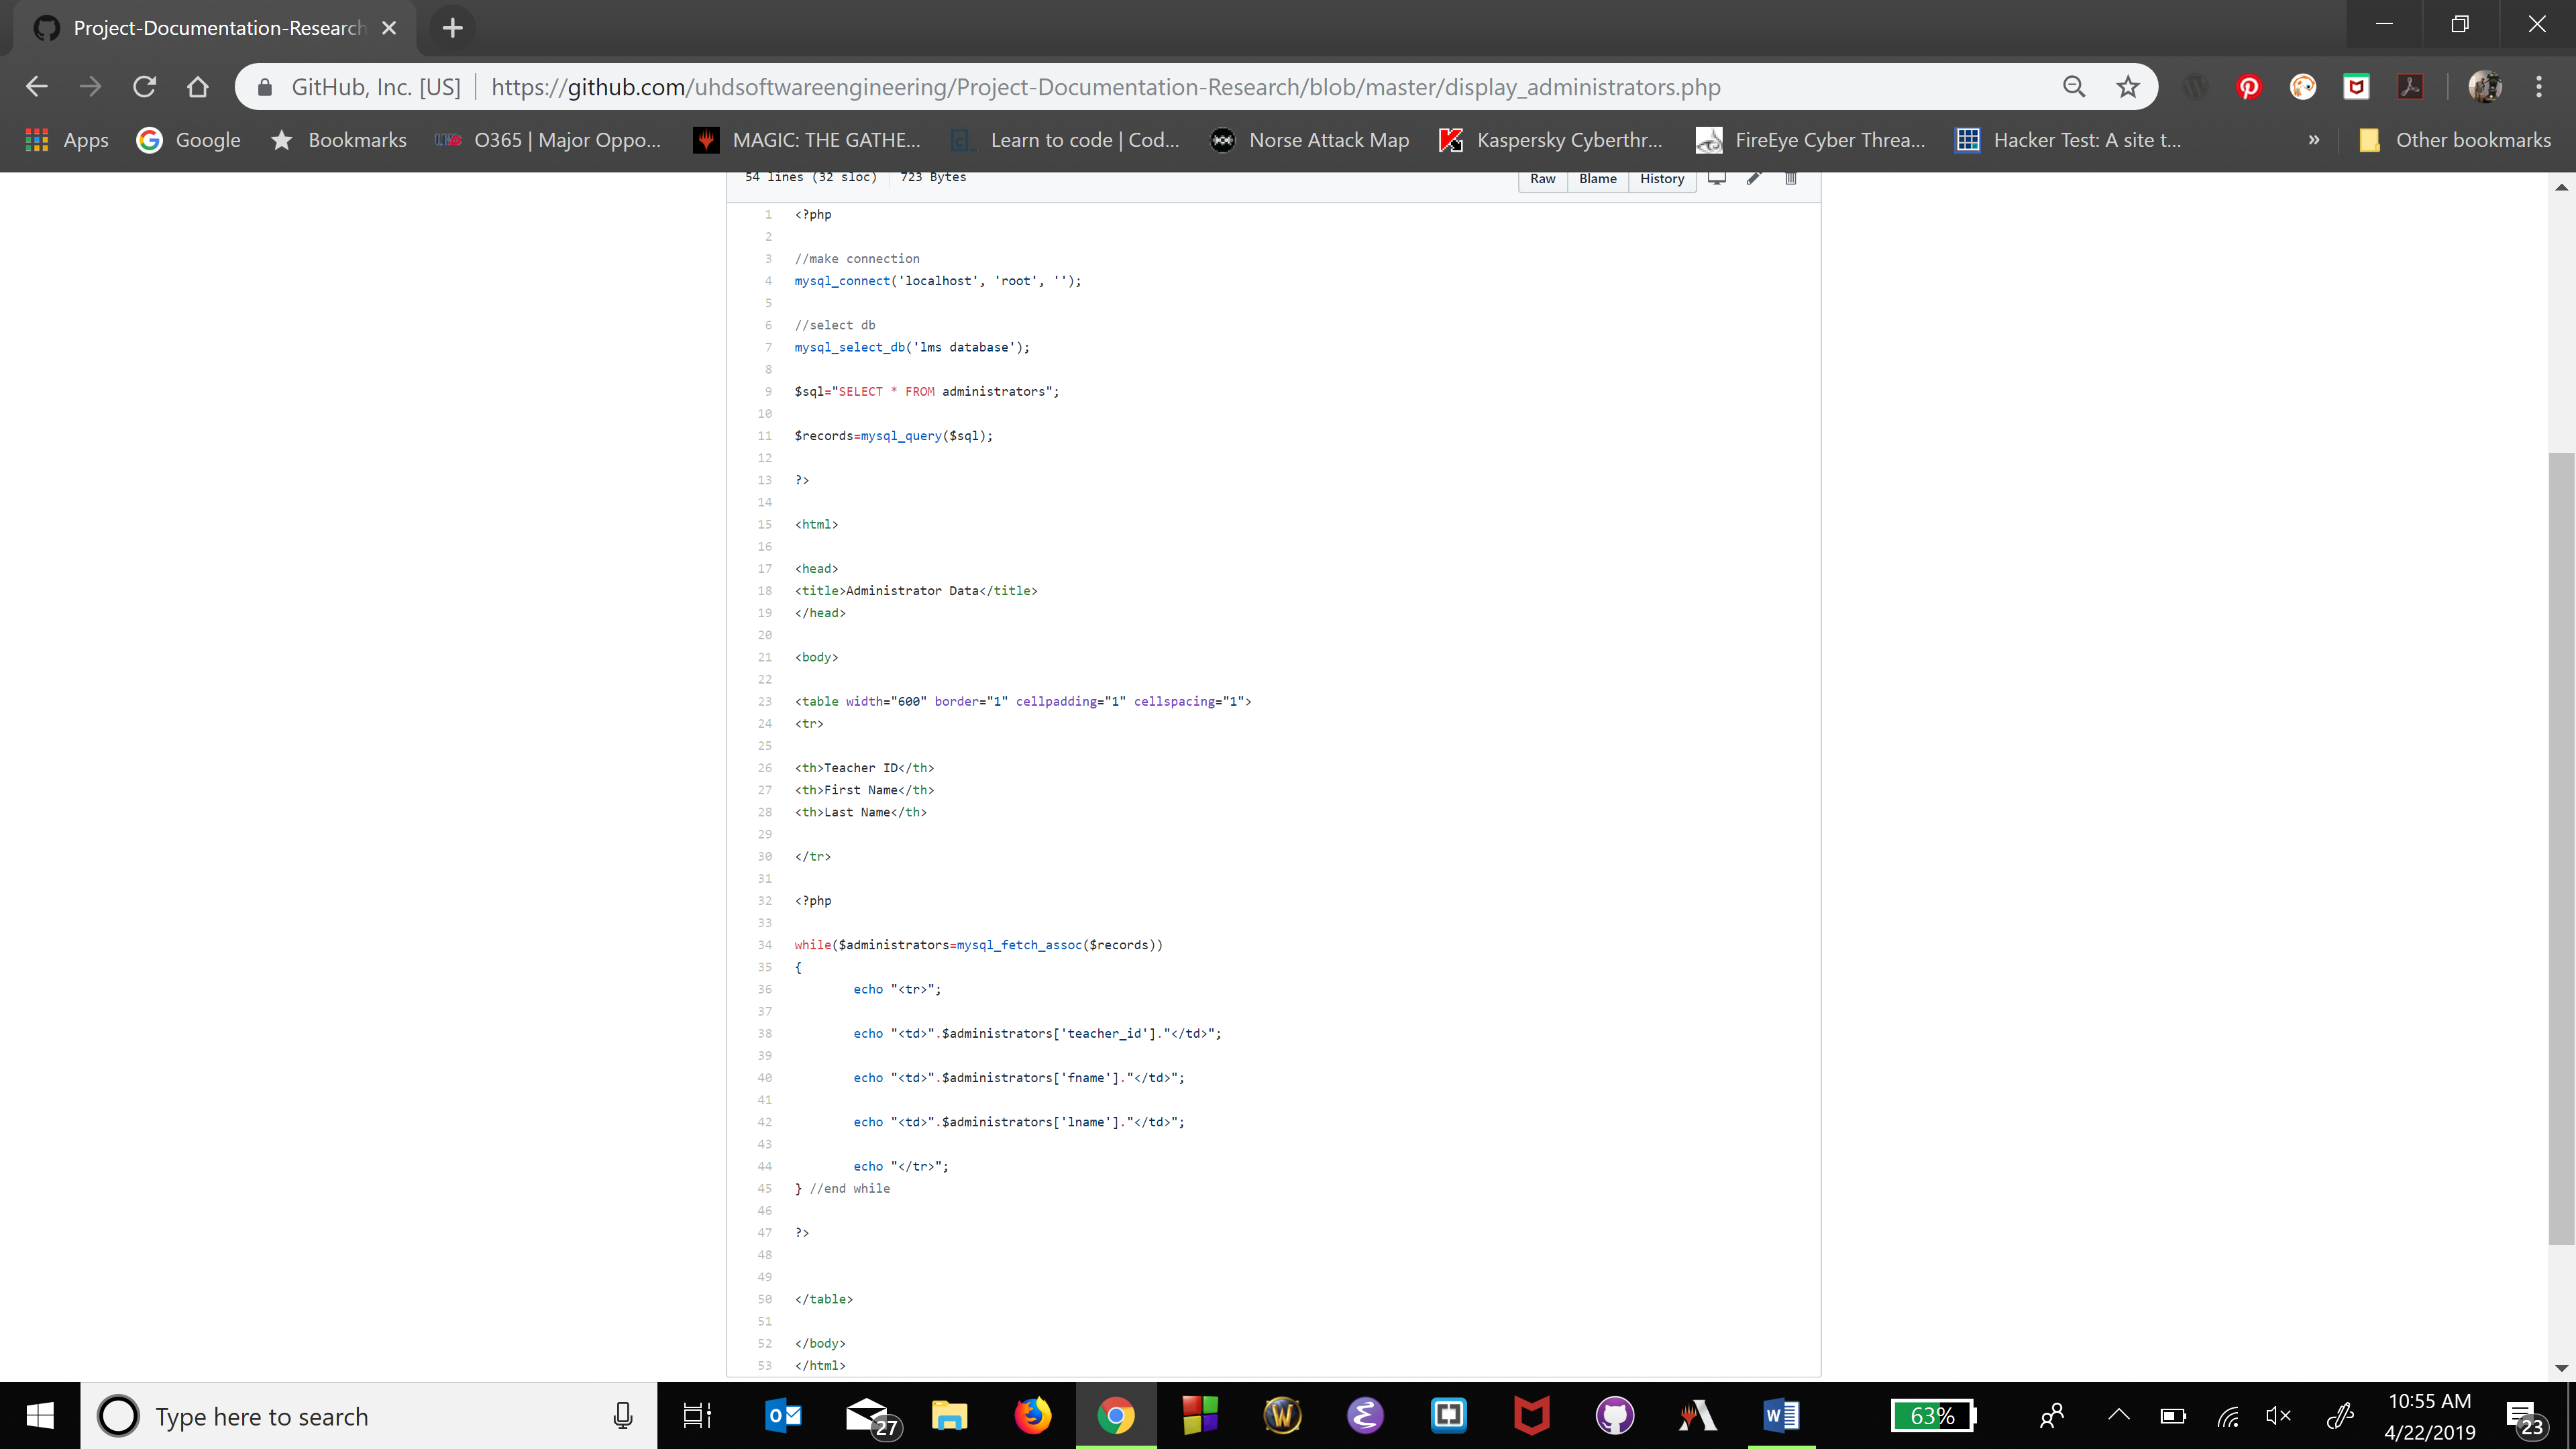 Project-Documentation-Research
GitHub, Inc. [US] https://github.com/uhdsoftwareengineering/Project-Documentation-Research/blob/master/display_administrators.php
Apps Google Bookmarks O365 | Major Oppo... MAGIC: THE GATHE... Learn to code | Cod... Norse Attack Map Kaspersky Cyberthr... FireEye Cyber Threa... Hacker Test: A site t... » Other bookmarks
54 lines (32 sloc) 723 Bytes Raw Blame History
1 <?php
2
3 //make connection
4 mysql_connect('localhost', 'root', '');
5
6 //select db
7 mysql_select_db('lms database');
8
9 $sql="SELECT * FROM administrators";
10
11 $records=mysql_query($sql);
12
13 ?>
14
15 <html>
16
17 <head>
18 <title>Administrator Data</title>
19 </head>
20
21 <body>
22
23 <table width="600" border="1" cellpadding="1" cellspacing="1">
24 <tr>
25
26 <th>Teacher ID</th>
27 <th>First Name</th>
28 <th>Last Name</th>
29
30 </tr>
31
32 <?php
33
34 while($administrators=mysql_fetch_assoc($records))
35 {
36 echo "<tr>";
37
38 echo "<td>".$administrators['teacher_id']."</td>";
39
40 echo "<td>".$administrators['fname']."</td>";
41
42 echo "<td>".$administrators['lname']."</td>";
43
44 echo "</tr>";
45 } //end while
46
47 ?>
48
49
50 </table>
51
52 </body>
53 </html>
Type here to search 27 63% 10:55 AM
4/22/2019 23